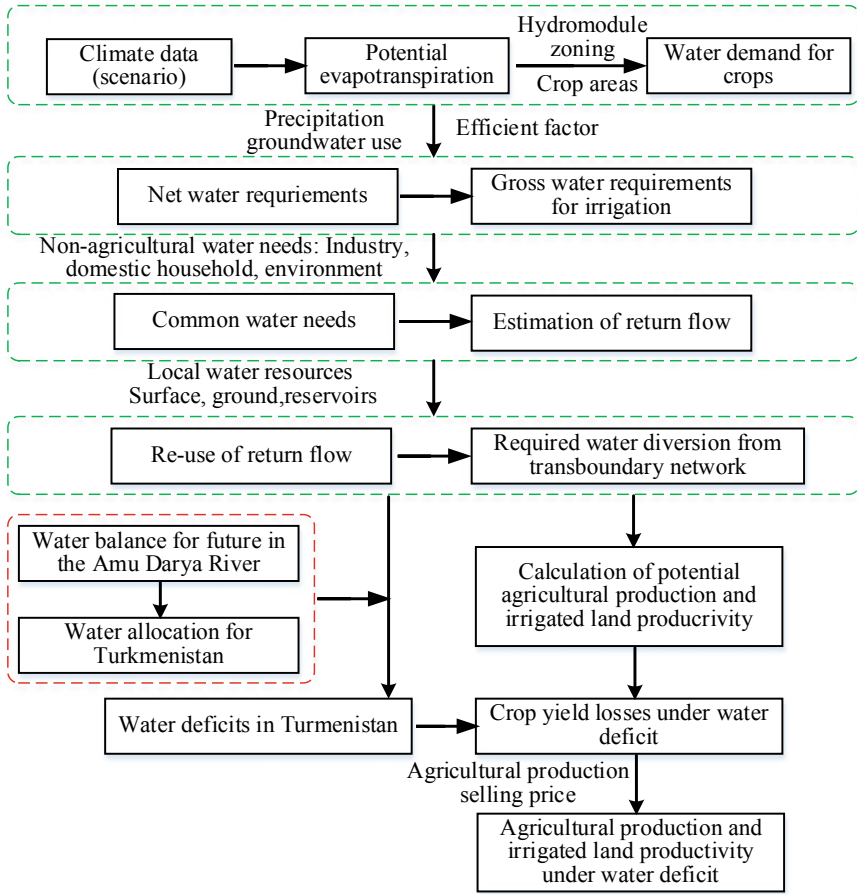 Climate data
(scenario)
Potential
evapotranspiration
Hydromodule
zoning
Crop areas
Water demand for
crops
Precipitation
groundwater use
Efficient factor
Net water requriements
Gross water requirements
for irrigation
Non-agricultural water needs: Industry,
domestic household, environment
Common water needs
Estimation of return flow
Local water resources
Surface, ground,reservoirs
Re-use of return flow
Required water diversion from
transboundary network
Water balance for future in
the Amu Darya River
Water allocation for
Turkmenistan
Calculation of potential
agricultural production and
irrigated land producrivity
Water deficits in Turmenistan
Crop yield losses under water
deficit
Agricultural production
selling price
Agricultural production and
irrigated land productivity
under water deficit